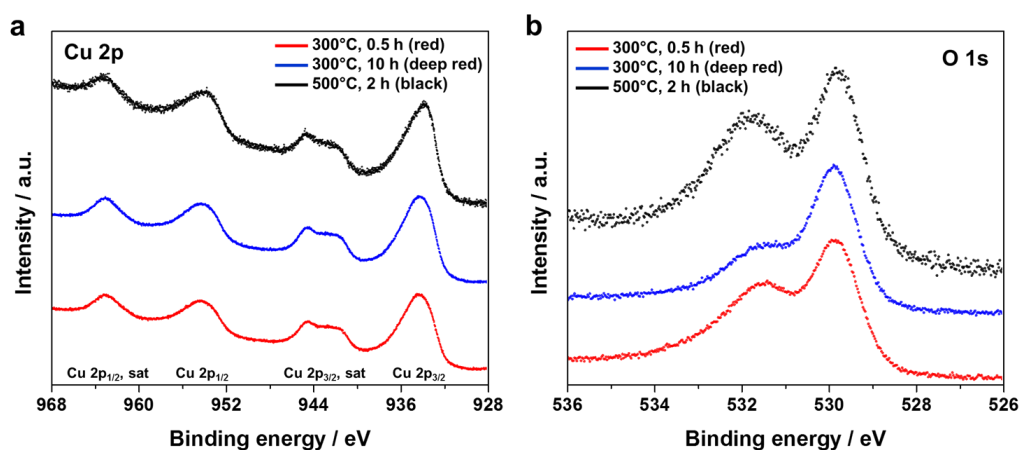 a
Cu 2p
300°C, 0.5 h (red)
300°C, 10 h (deep red)
500°C, 2 h (black)
Intensity / a.u.
Cu 2p1/2, sat
Cu 2p1/2
Cu 2p3/2, sat
Cu 2p3/2
968 960 952 944 936 928
Binding energy / eV
b
O 1s
300°C, 0.5 h (red)
300°C, 10 h (deep red)
500°C, 2 h (black)
Intensity / a.u.
536 534 532 530 528 526
Binding energy / eV